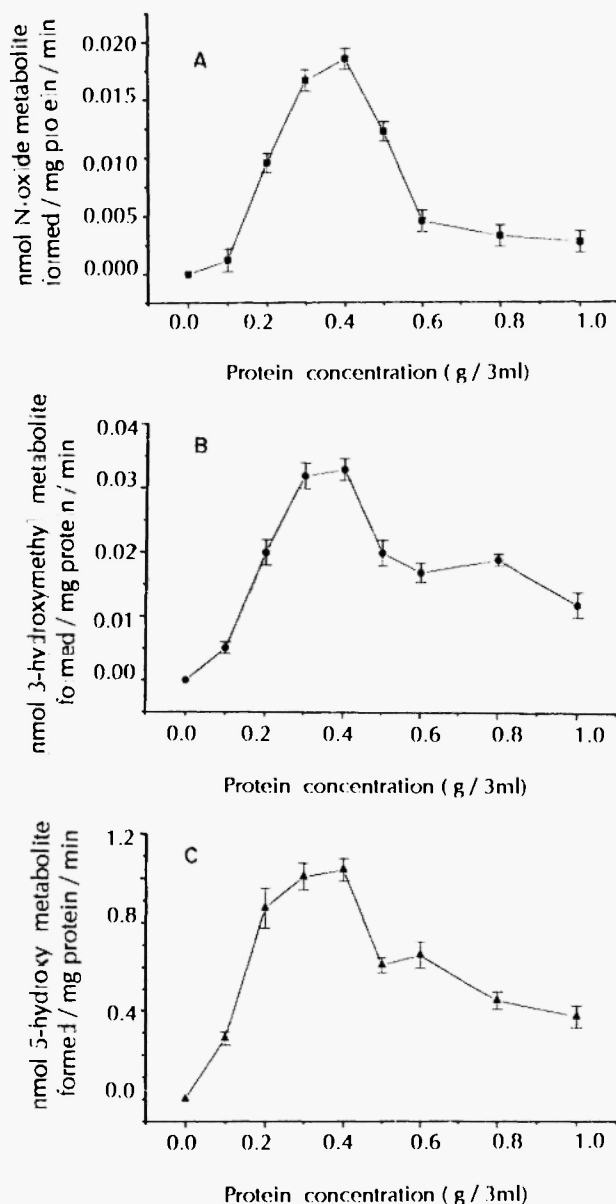 A
nmol N-oxide metabolite
formed / mg protein / min
0.020
0.015
0.010
0.005
0.000
0.0 0.2 0.4 0.6 0.8 1.0
Protein concentration ( g / 3ml)
B
nmol 3-hydroxymethyl metabolite
formed / mg protein / min
0.04
0.03
0.02
0.01
0.00
0.0 0.2 0.4 0.6 0.8 1.0
Protein concentration ( g / 3ml)
C
nmol 5-hydroxy metabolite
formed / mg protein / min
1.2
0.8
0.4
0.0
0.0 0.2 0.4 0.6 0.8 1.0
Protein concentration ( g / 3ml)